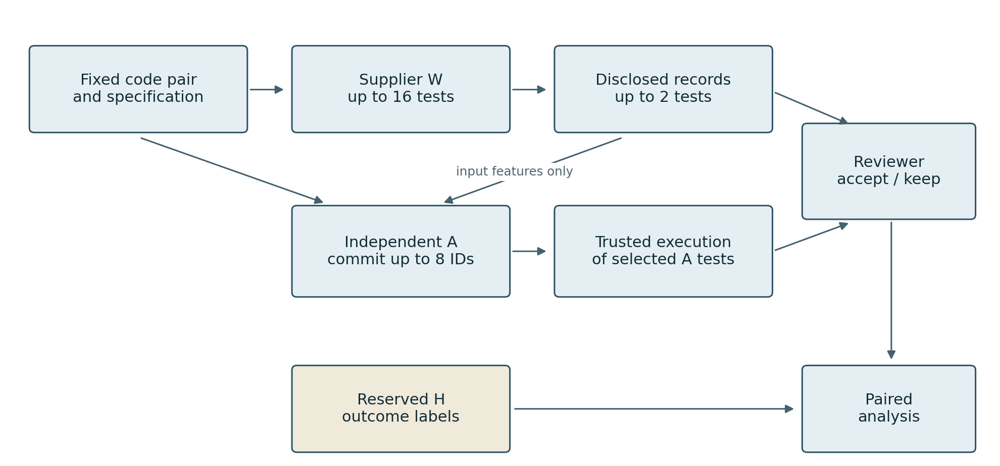 Fixed code pair
and specification
Supplier W
up to 16 tests
Disclosed records
up to 2 tests
Reviewer
accept / keep
input features only
Independent A
commit up to 8 IDs
Trusted execution
of selected A tests
Reserved H
outcome labels
Paired
analysis